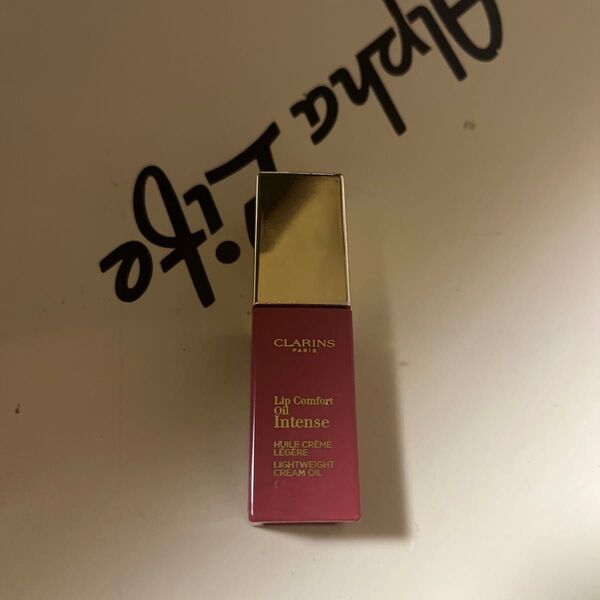 Alpha Life
CLARINS
PARIS
Lip Comfort
Oil
Intense
HUILE CRÈME
LÉGÈRE
LIGHTWEIGHT
CREAM OIL